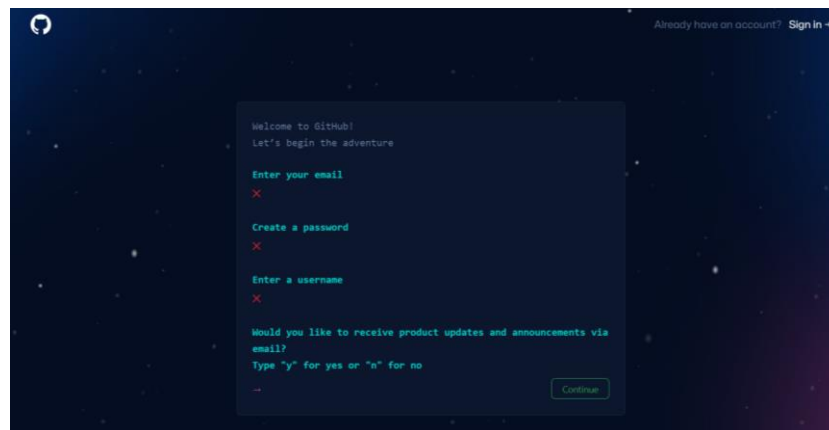 Already have an account? Sign in →
Welcome to GitHub!
Let's begin the adventure
Enter your email
Create a password
Enter a username
Would you like to receive product updates and announcements via
email?
Type "y" for yes or "n" for no
→
Continue